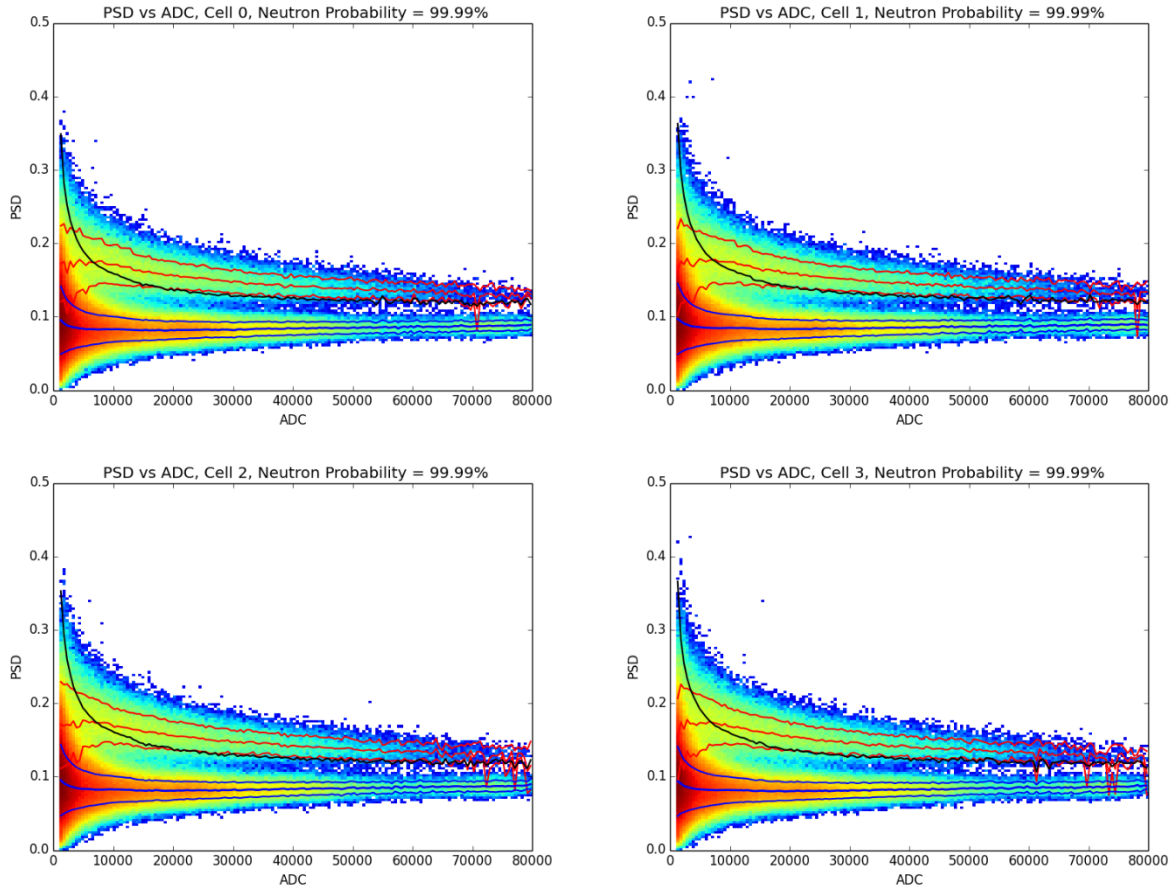 PSD vs ADC, Cell 0, Neutron Probability = 99.99%
0.5
0.4
0.3
0.2
0.1
0.0
PSD
0 10000 20000 30000 40000 50000 60000 70000 80000
ADC
PSD vs ADC, Cell 1, Neutron Probability = 99.99%
0.5
0.4
0.3
0.2
0.1
0.0
PSD
0 10000 20000 30000 40000 50000 60000 70000 80000
ADC
PSD vs ADC, Cell 2, Neutron Probability = 99.99%
0.5
0.4
0.3
0.2
0.1
0.0
PSD
0 10000 20000 30000 40000 50000 60000 70000 80000
ADC
PSD vs ADC, Cell 3, Neutron Probability = 99.99%
0.5
0.4
0.3
0.2
0.1
0.0
PSD
0 10000 20000 30000 40000 50000 60000 70000 80000
ADC